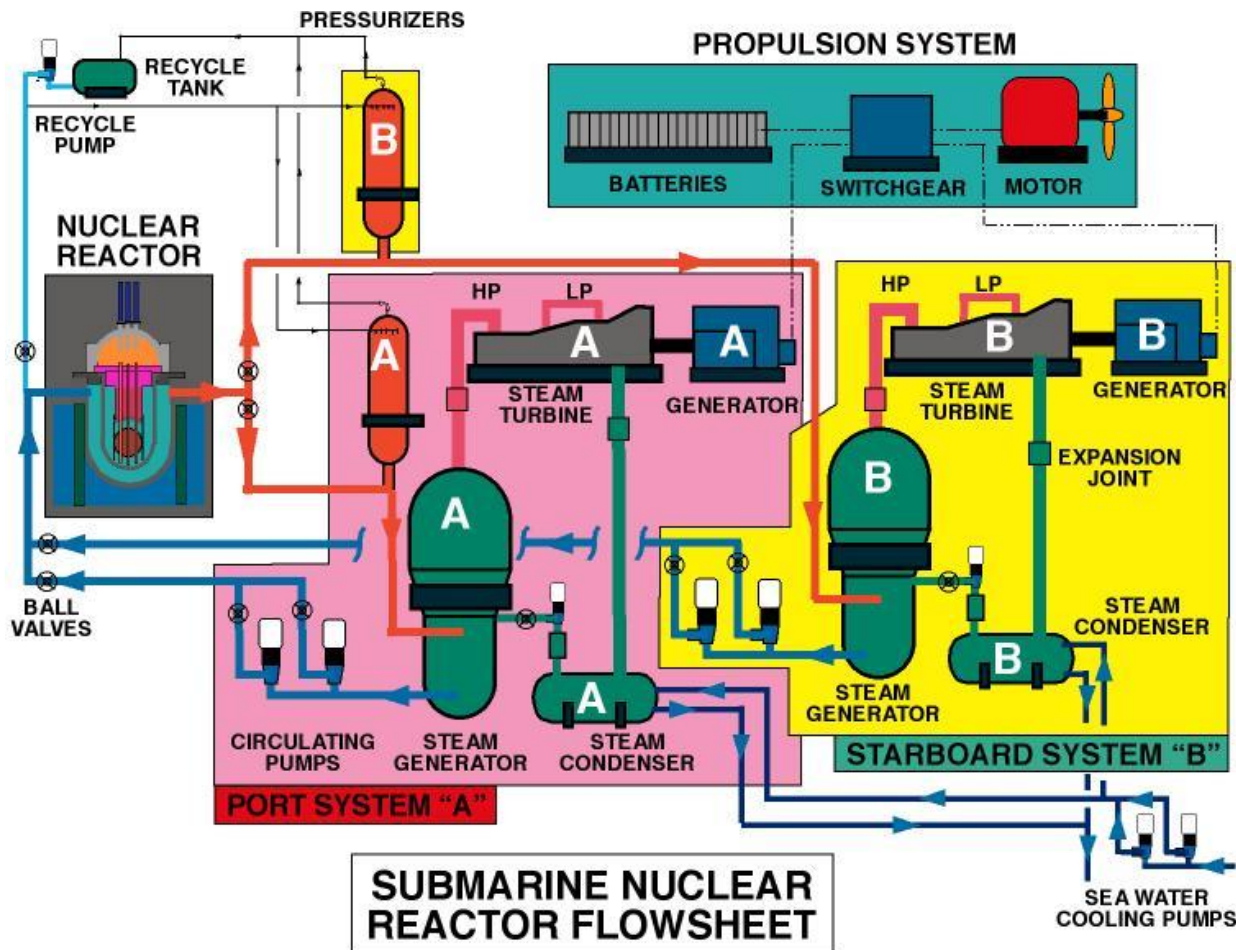 PRESSURIZERS
RECYCLE
TANK
RECYCLE
PUMP
B
PROPULSION SYSTEM
BATTERIES
SWITCHGEAR
MOTOR
NUCLEAR
REACTOR
A
HP
LP
A
A
STEAM
TURBINE
GENERATOR
A
HP
LP
B
B
STEAM
TURBINE
GENERATOR
EXPANSION
JOINT
B
BALL
VALVES
STEAM
CONDENSER
B
STEAM
GENERATOR
A
CIRCULATING
PUMPS
STEAM
GENERATOR
STEAM
CONDENSER
STARBOARD SYSTEM "B"
PORT SYSTEM "A"
SUBMARINE NUCLEAR
REACTOR FLOWSHEET
SEA WATER
COOLING PUMPS